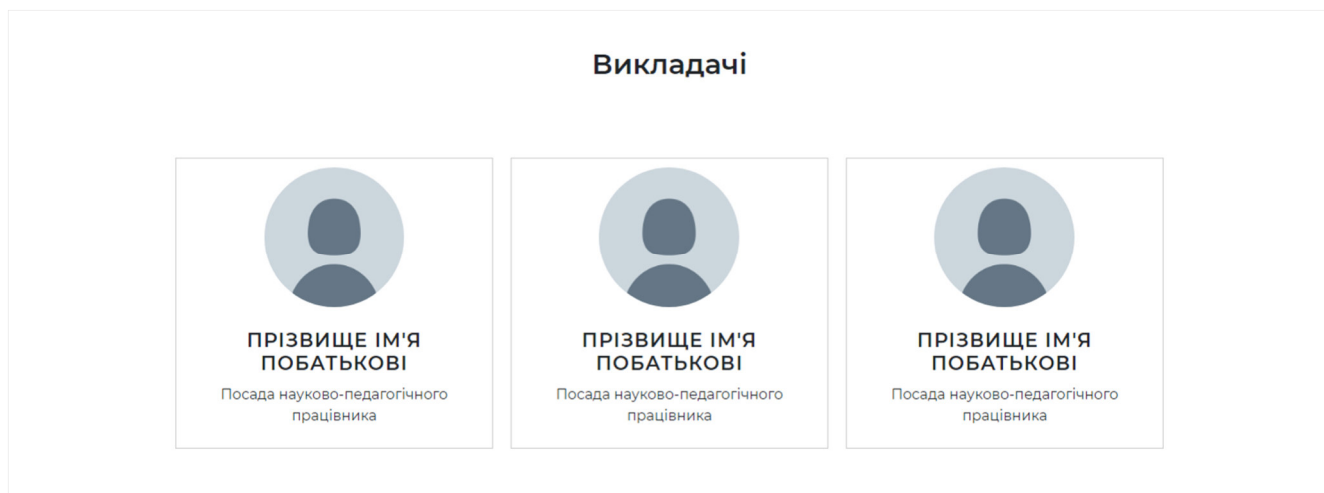 Викладачі
ПРІЗВИЩЕ ІМ'Я
ПОБАТЬКОВІ
Посада науково-педагогічного
працівника
ПРІЗВИЩЕ ІМ'Я
ПОБАТЬКОВІ
Посада науково-педагогічного
працівника
ПРІЗВИЩЕ ІМ'Я
ПОБАТЬКОВІ
Посада науково-педагогічного
працівника